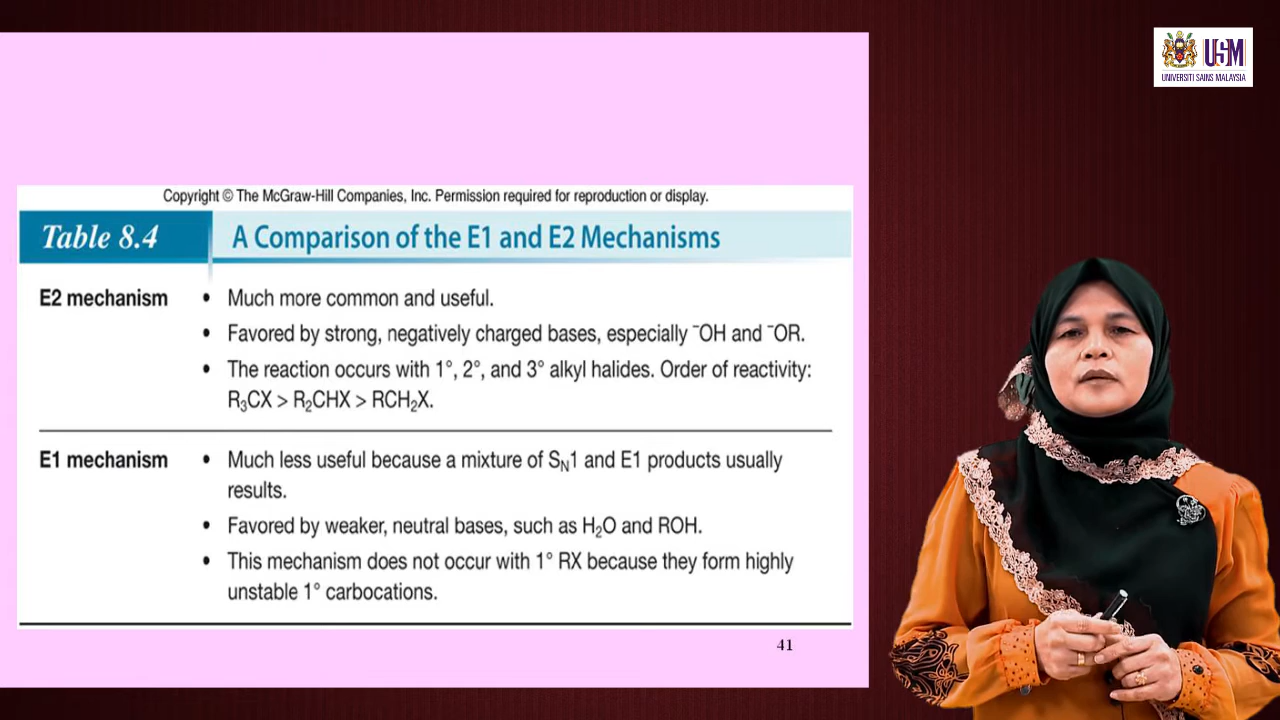 USM
UNIVERSITI SAINS MALAYSIA
Copyright © The McGraw-Hill Companies, Inc. Permission required for reproduction or display.
Table 8.4 A Comparison of the E1 and E2 Mechanisms
E2 mechanism • Much more common and useful.
• Favored by strong, negatively charged bases, especially ⁻OH and ⁻OR.
• The reaction occurs with 1°, 2°, and 3° alkyl halides. Order of reactivity:
R₃CX > R₂CHX > RCH₂X.
E1 mechanism • Much less useful because a mixture of Sₙ1 and E1 products usually
results.
• Favored by weaker, neutral bases, such as H₂O and ROH.
• This mechanism does not occur with 1° RX because they form highly
unstable 1° carbocations.
41